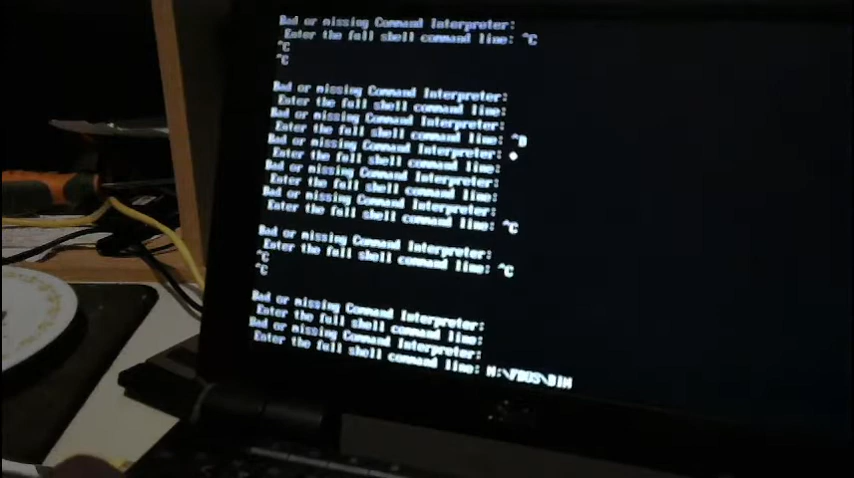 Bad or missing Command Interpreter:
Enter the full shell command line: ^C
^C
^C
Bad or missing Command Interpreter:
Enter the full shell command line:
Bad or missing Command Interpreter:
Enter the full shell command line: ^B
Bad or missing Command Interpreter: ♦
Enter the full shell command line:
Bad or missing Command Interpreter:
Enter the full shell command line:
Bad or missing Command Interpreter:
Enter the full shell command line: ^C
Bad or missing Command Interpreter:
Enter the full shell command line: ^C
^C
^C
Bad or missing Command Interpreter:
Enter the full shell command line:
Bad or missing Command Interpreter:
Enter the full shell command line: M:\FDOS\BIN